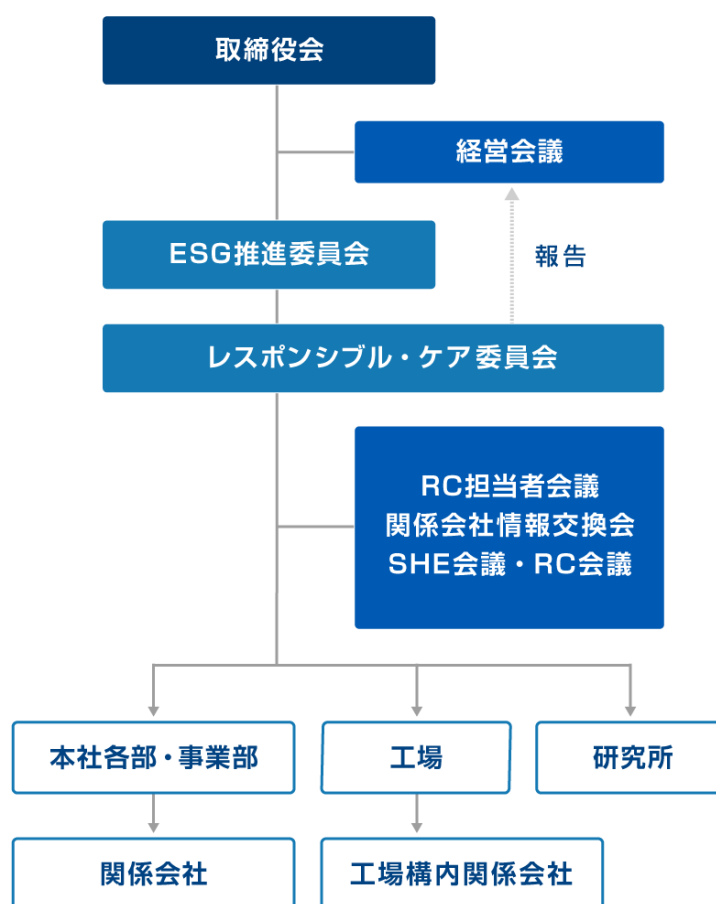 取締役会
経営会議
ESG推進委員会
報告
レスポンシブル・ケア委員会
RC担当者会議
関係会社情報交換会
SHE会議・RC会議
本社各部・事業部
工場
研究所
関係会社
工場構内関係会社